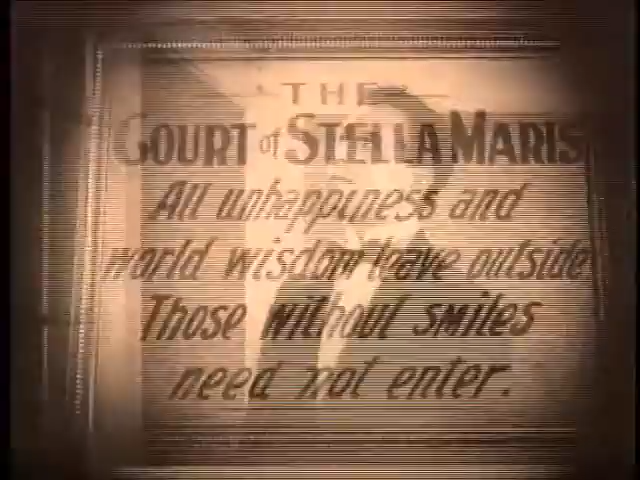 THE
COURT of STELLA MARIS
All unhappiness and
world wisdom leave outside
Those without smiles
need not enter.